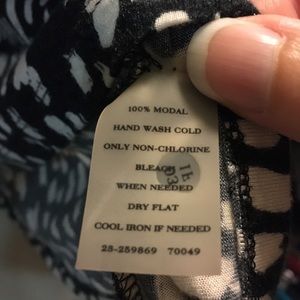 100% MODAL
HAND WASH COLD
ONLY NON-CHLORINE
BLEACH
WHEN NEEDED
DRY FLAT
COOL IRON IF NEEDED
28-259869 70049